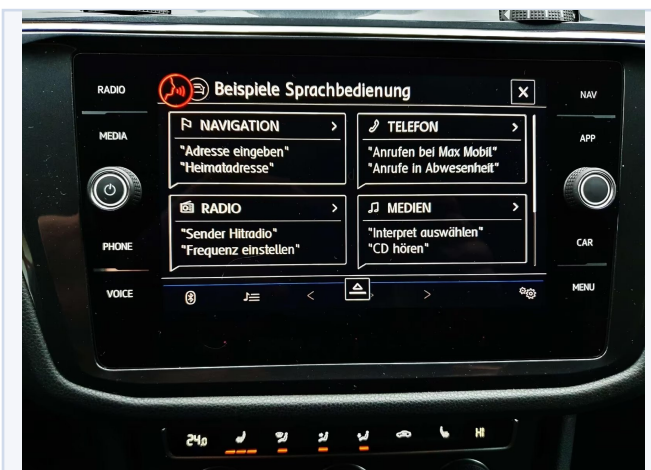 RADIO
MEDIA
PHONE
VOICE
Beispiele Sprachbedienung
X
NAVIGATION >
"Adresse eingeben"
"Heimatadresse"
TELEFON >
"Anrufen bei Max Mobil"
"Anrufe in Abwesenheit"
RADIO >
"Sender Hitradio"
"Frequenz einstellen"
MEDIEN >
"Interpret auswählen"
"CD hören"
< >
NAV
APP
CAR
MENU
24,0
HI